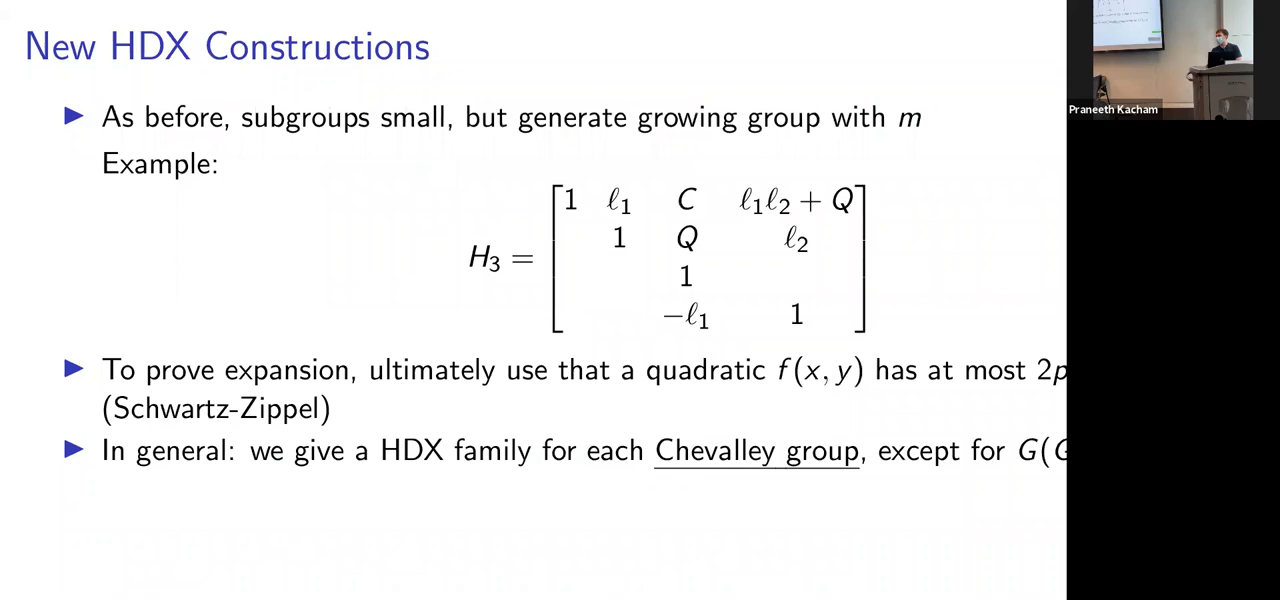 New HDX Constructions
Praneeth Kacham
▶ As before, subgroups small, but generate growing group with m
Example:
1 ℓ₁ C ℓ₁ℓ₂ + Q
1 Q ℓ₂
H₃ =
1
−ℓ₁ 1
▶ To prove expansion, ultimately use that a quadratic f(x, y) has at most 2p
(Schwartz-Zippel)
▶ In general: we give a HDX family for each Chevalley group, except for G(